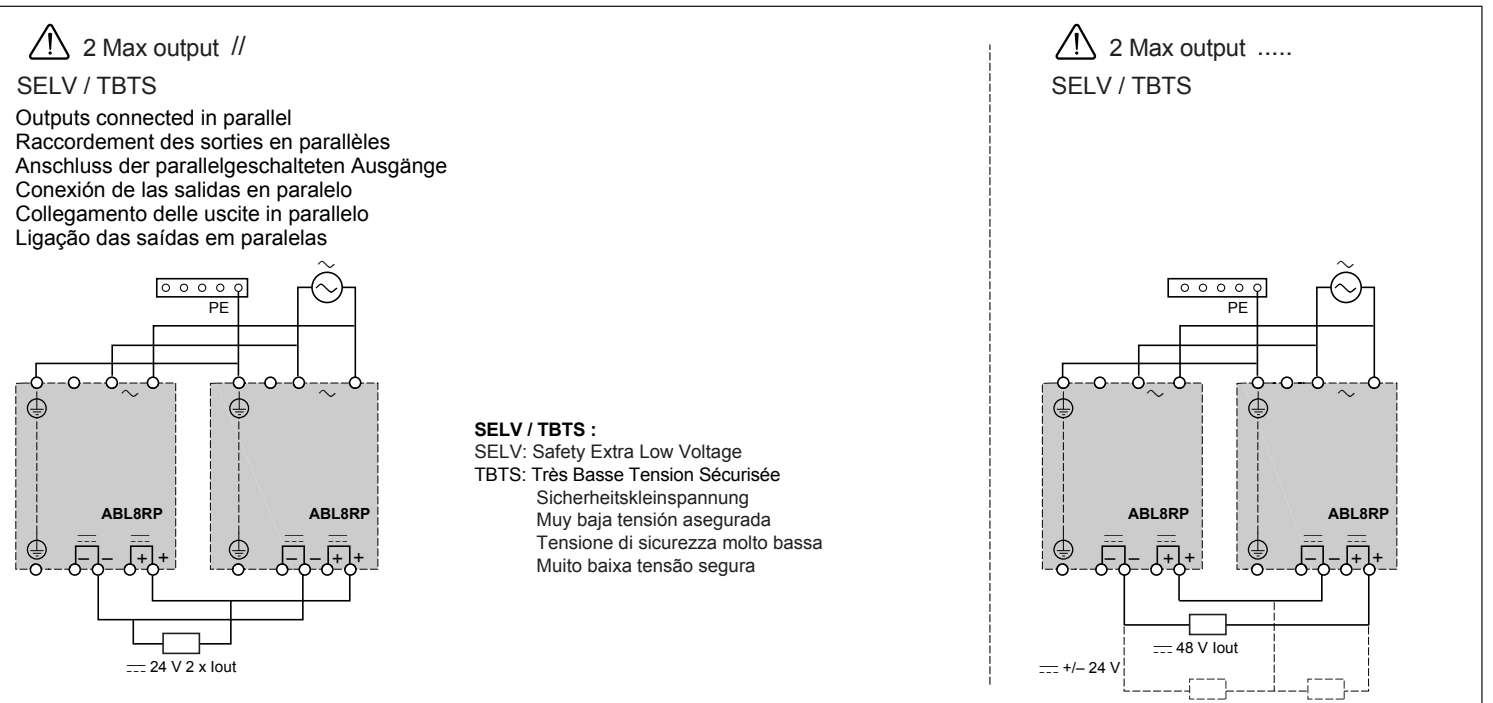 2 Max output //
SELV / TBTS
Outputs connected in parallel
Raccordement des sorties en parallèles
Anschluss der parallelgeschalteten Ausgänge
Conexión de las salidas en paralelo
Collegamento delle uscite in parallelo
Ligação das saídas em paralelas
PE
ABL8RP
ABL8RP
– – + +
– – + +
24 V 2 x Iout
SELV / TBTS :
SELV: Safety Extra Low Voltage
TBTS: Très Basse Tension Sécurisée
Sicherheitskleinspannung
Muy baja tensión asegurada
Tensione di sicurezza molto bassa
Muito baixa tensão segura
2 Max output .....
SELV / TBTS
PE
ABL8RP
ABL8RP
– – + +
– – + +
48 V Iout
+/– 24 V